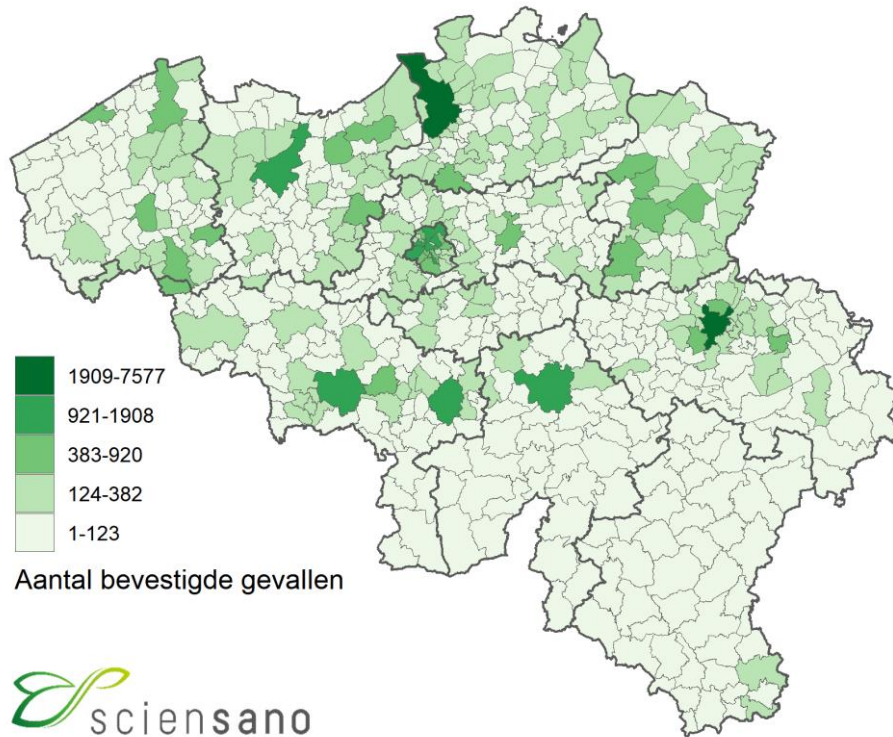 1909-7577
921-1908
383-920
124-382
1-123
Aantal bevestigde gevallen
sciensano